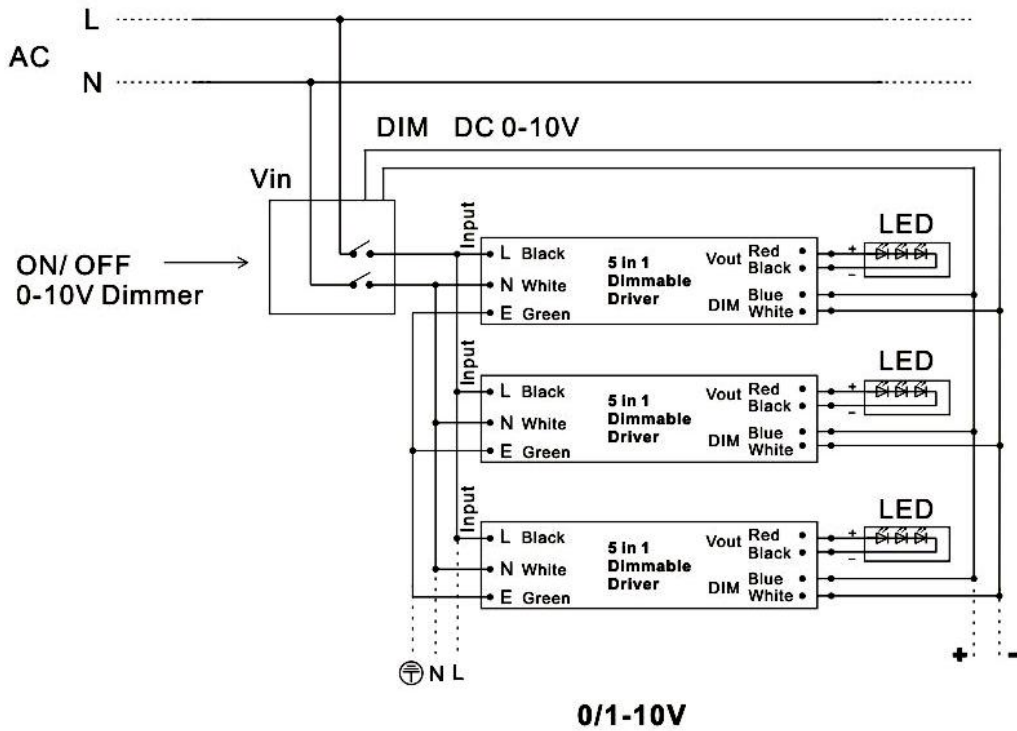 L
AC
N
DIM DC 0-10V
Vin
ON/ OFF
0-10V Dimmer
Input
L Black
N White
E Green
5 in 1
Dimmable
Driver
Vout Red
Black
DIM Blue
White
LED
+
−
Input
L Black
N White
E Green
5 in 1
Dimmable
Driver
Vout Red
Black
DIM Blue
White
LED
+
−
Input
L Black
N White
E Green
5 in 1
Dimmable
Driver
Vout Red
Black
DIM Blue
White
LED
+
−
N L
+ -
0/1-10V